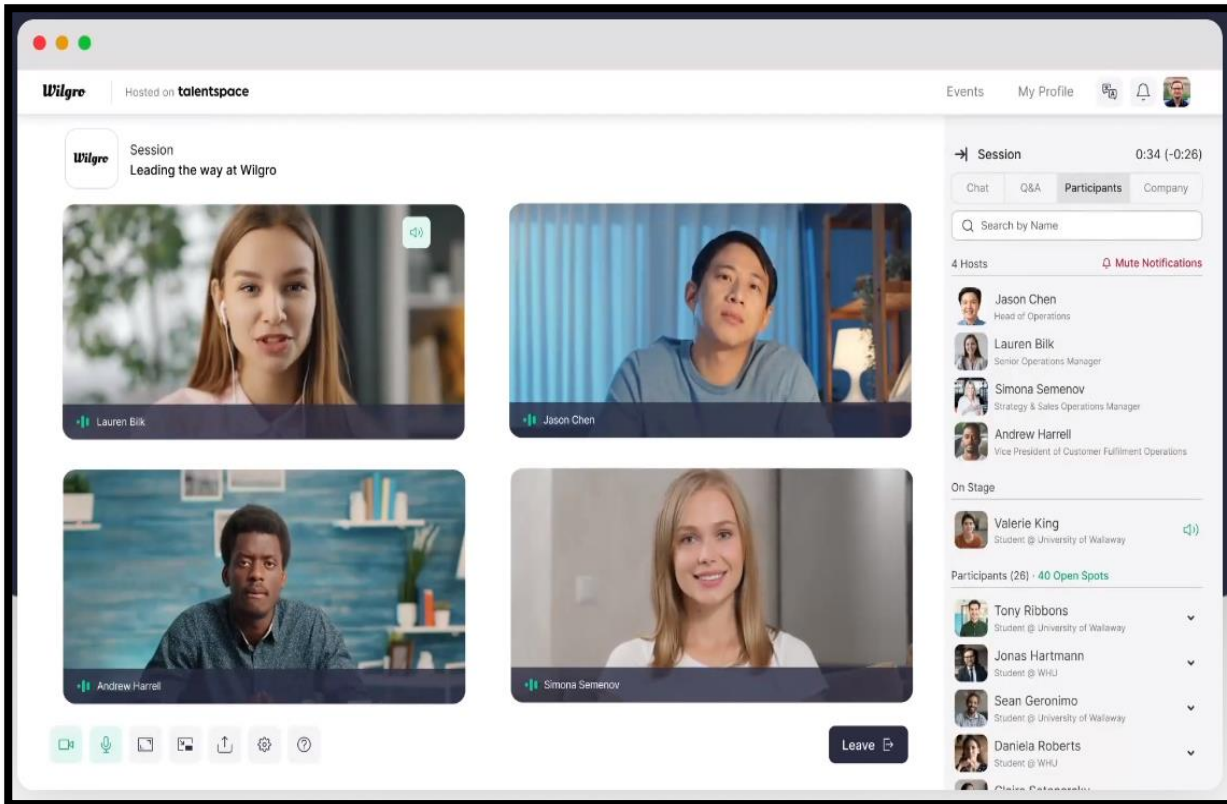 Wilgro
Hosted on talentspace
Events
My Profile
Wilgro
Session
Leading the way at Wilgro
Lauren Bilk
Jason Chen
Andrew Harrell
Simona Semenov
Leave
Session 0:34 (-0:26)
Chat Q&A Participants Company
Search by Name
4 Hosts Mute Notifications
Jason Chen
Head of Operations
Lauren Bilk
Senior Operations Manager
Simona Semenov
Strategy & Sales Operations Manager
Andrew Harrell
Vice President of Customer Fulfilment Operations
On Stage
Valerie King
Student @ University of Wallaway
Participants (26) · 40 Open Spots
Tony Ribbons
Student @ University of Wallaway
Jonas Hartmann
Student @ WHU
Sean Geronimo
Student @ University of Wallaway
Daniela Roberts
Student @ WHU